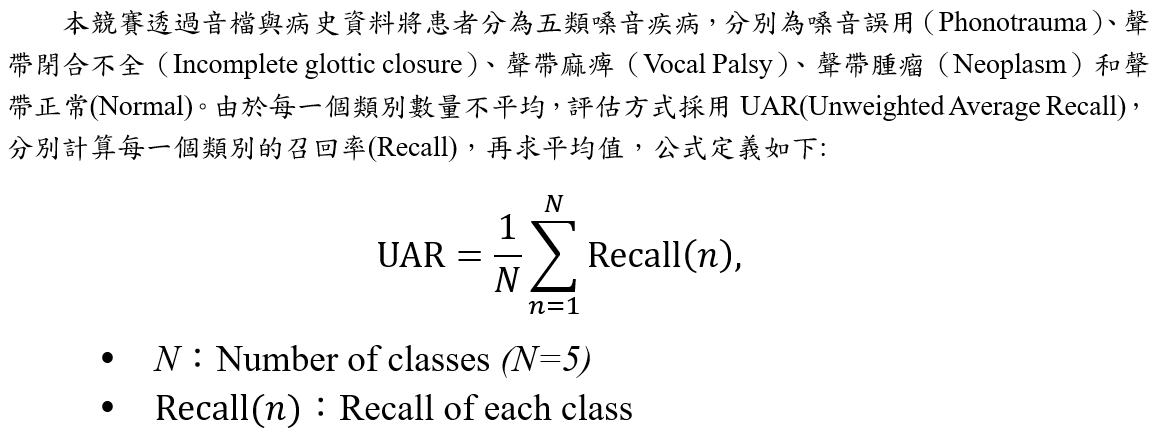 本競賽透過音檔與病史資料將患者分為五類嗓音疾病，分別為嗓音誤用（Phonotrauma）、聲
帶閉合不全（Incomplete glottic closure）、聲帶麻痺（Vocal Palsy）、聲帶腫瘤（Neoplasm）和聲
帶正常(Normal)。由於每一個類別數量不平均，評估方式採用 UAR(Unweighted Average Recall)，
分別計算每一個類別的召回率(Recall)，再求平均值，公式定義如下:
UAR = \frac{1}{N} \sum_{n=1}^{N} Recall(n),
• N：Number of classes (N=5)
• Recall(n)：Recall of each class